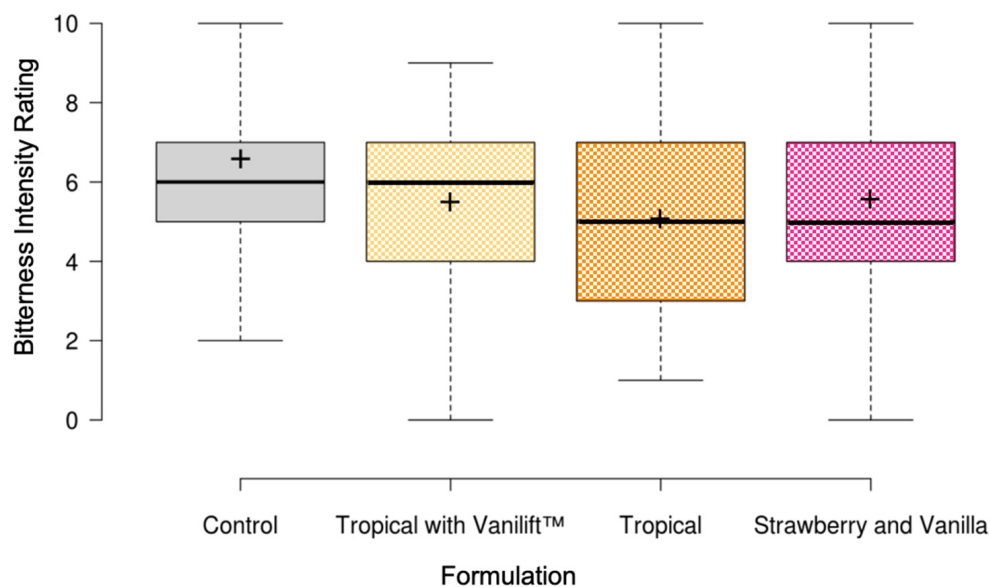 Bitterness Intensity Rating
10
8
6
4
2
0
Control
Tropical with Vanilift™
Tropical
Strawberry and Vanilla
Formulation